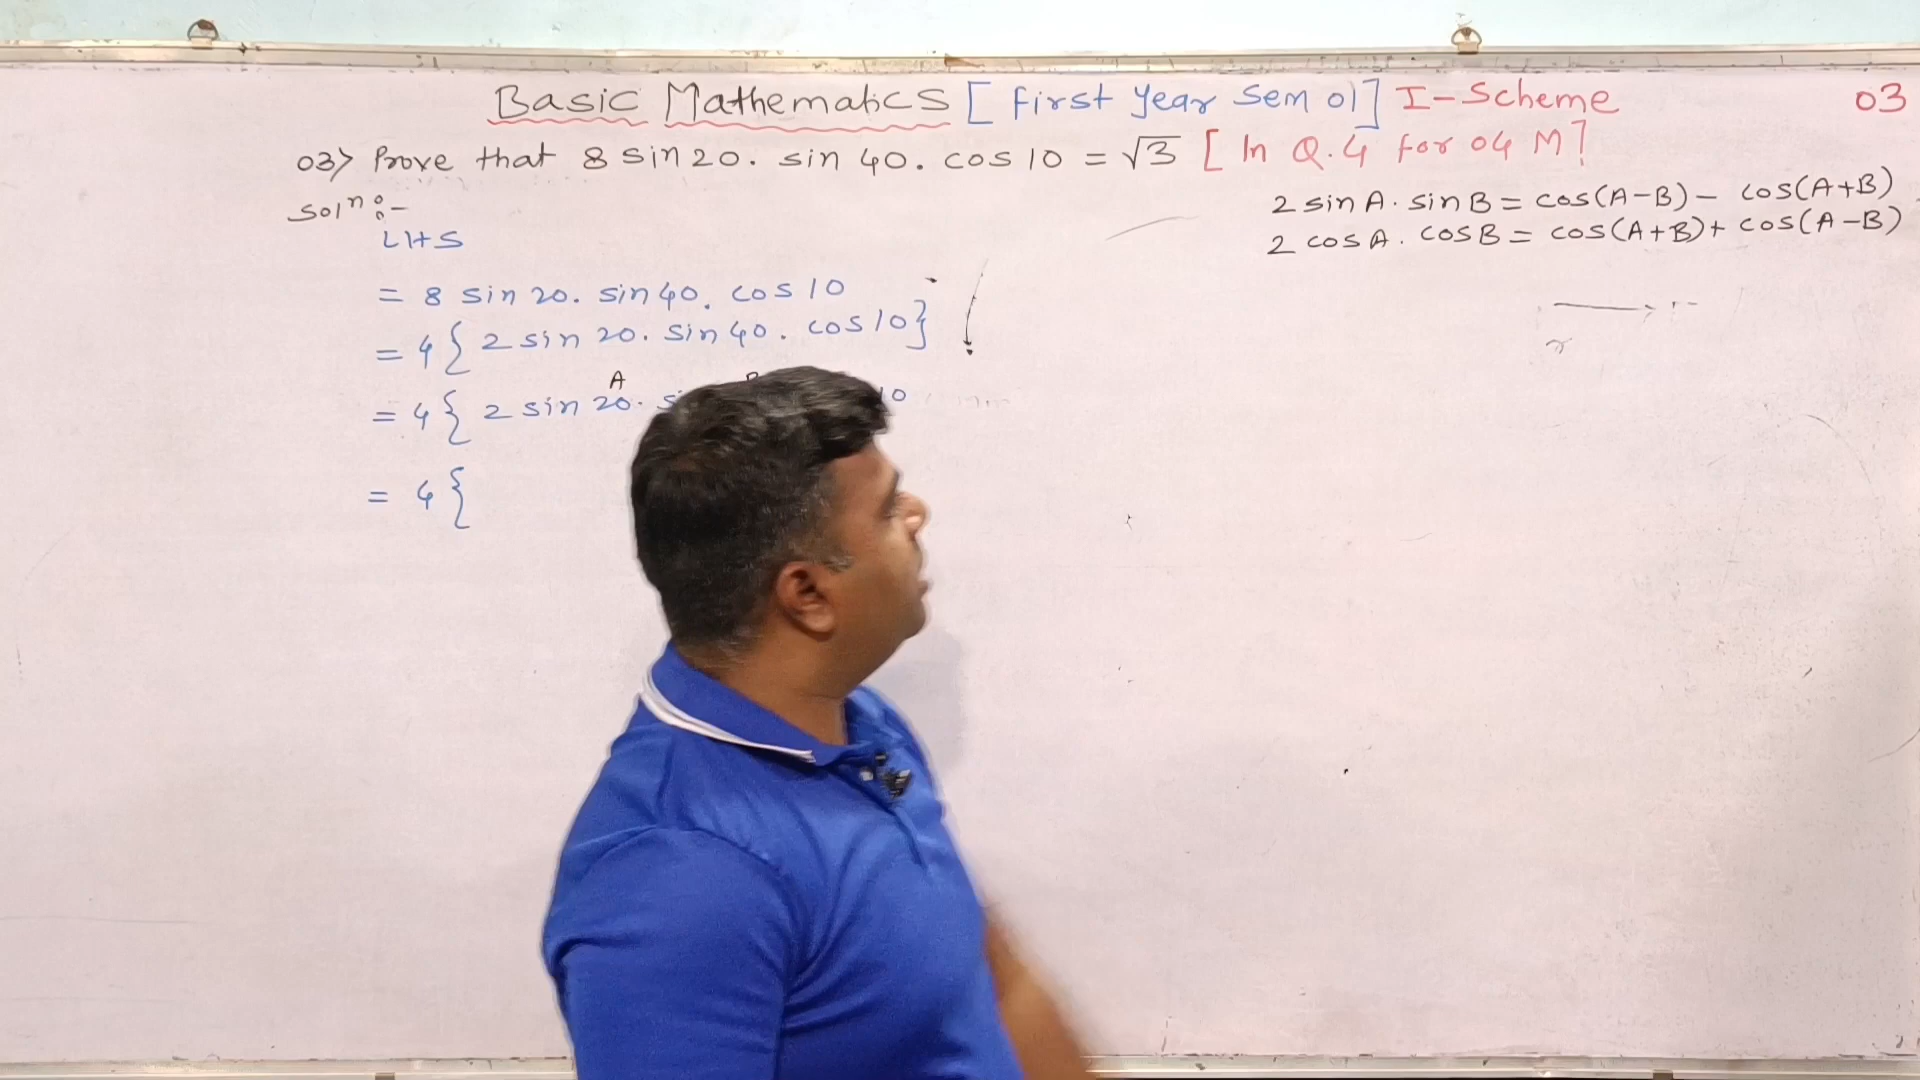 Basic Mathematics [First Year Sem 01] I-Scheme 03
03> Prove that 8 sin 20. sin 40. cos 10 = √3 [In Q.4 for 04 M]
Solⁿ :-
2 sin A. sin B = cos(A-B) - cos(A+B)
2 cos A. cos B = cos(A+B) + cos(A-B)
LHS
= 8 sin 20. sin 40. cos 10
= 4 { 2 sin 20. sin 40. cos 10 }
A
= 4 { 2 sin 20. 10
= 4 {